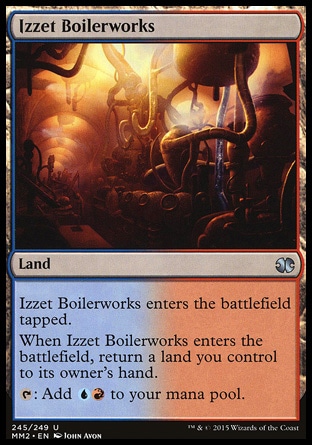 Izzet Boilerworks
Land
Izzet Boilerworks enters the battlefield
tapped.
When Izzet Boilerworks enters the
battlefield, return a land you control
to its owner's hand.
: Add to your mana pool.
245/249 U
MM2 • EN John Avon
™ & © 2015 Wizards of the Coast